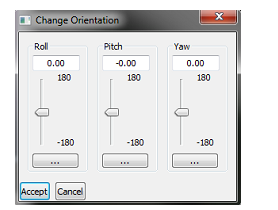 Change Orientation
Roll Pitch Yaw
0.00 -0.00 0.00
180 180 180
-180 -180 -180
... ... ...
Accept Cancel